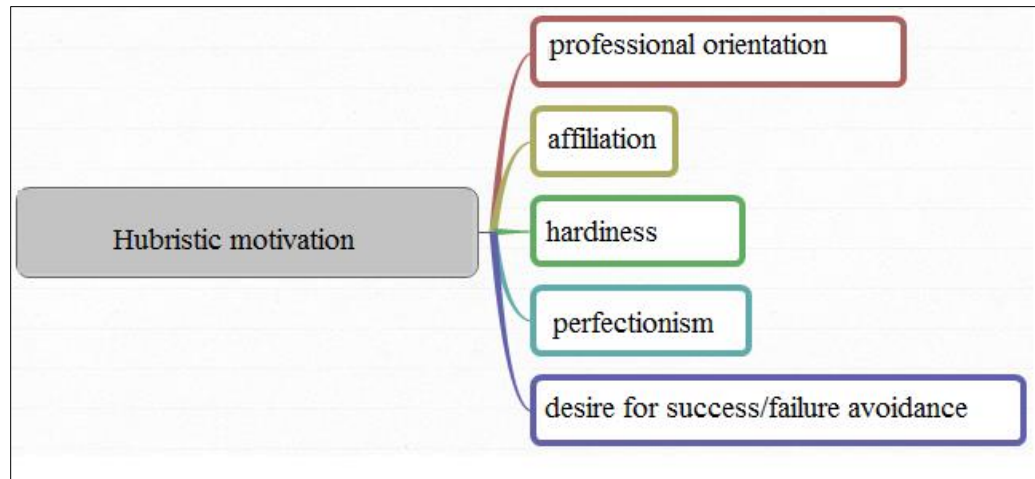 professional orientation
affiliation
Hubristic motivation
hardiness
perfectionism
desire for success/failure avoidance